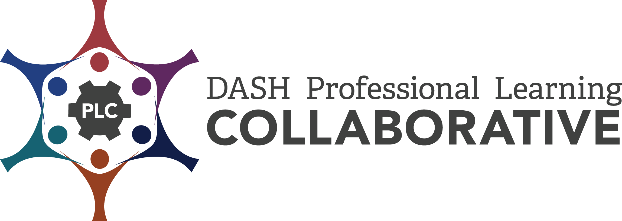 PLC
DASH Professional Learning
COLLABORATIVE